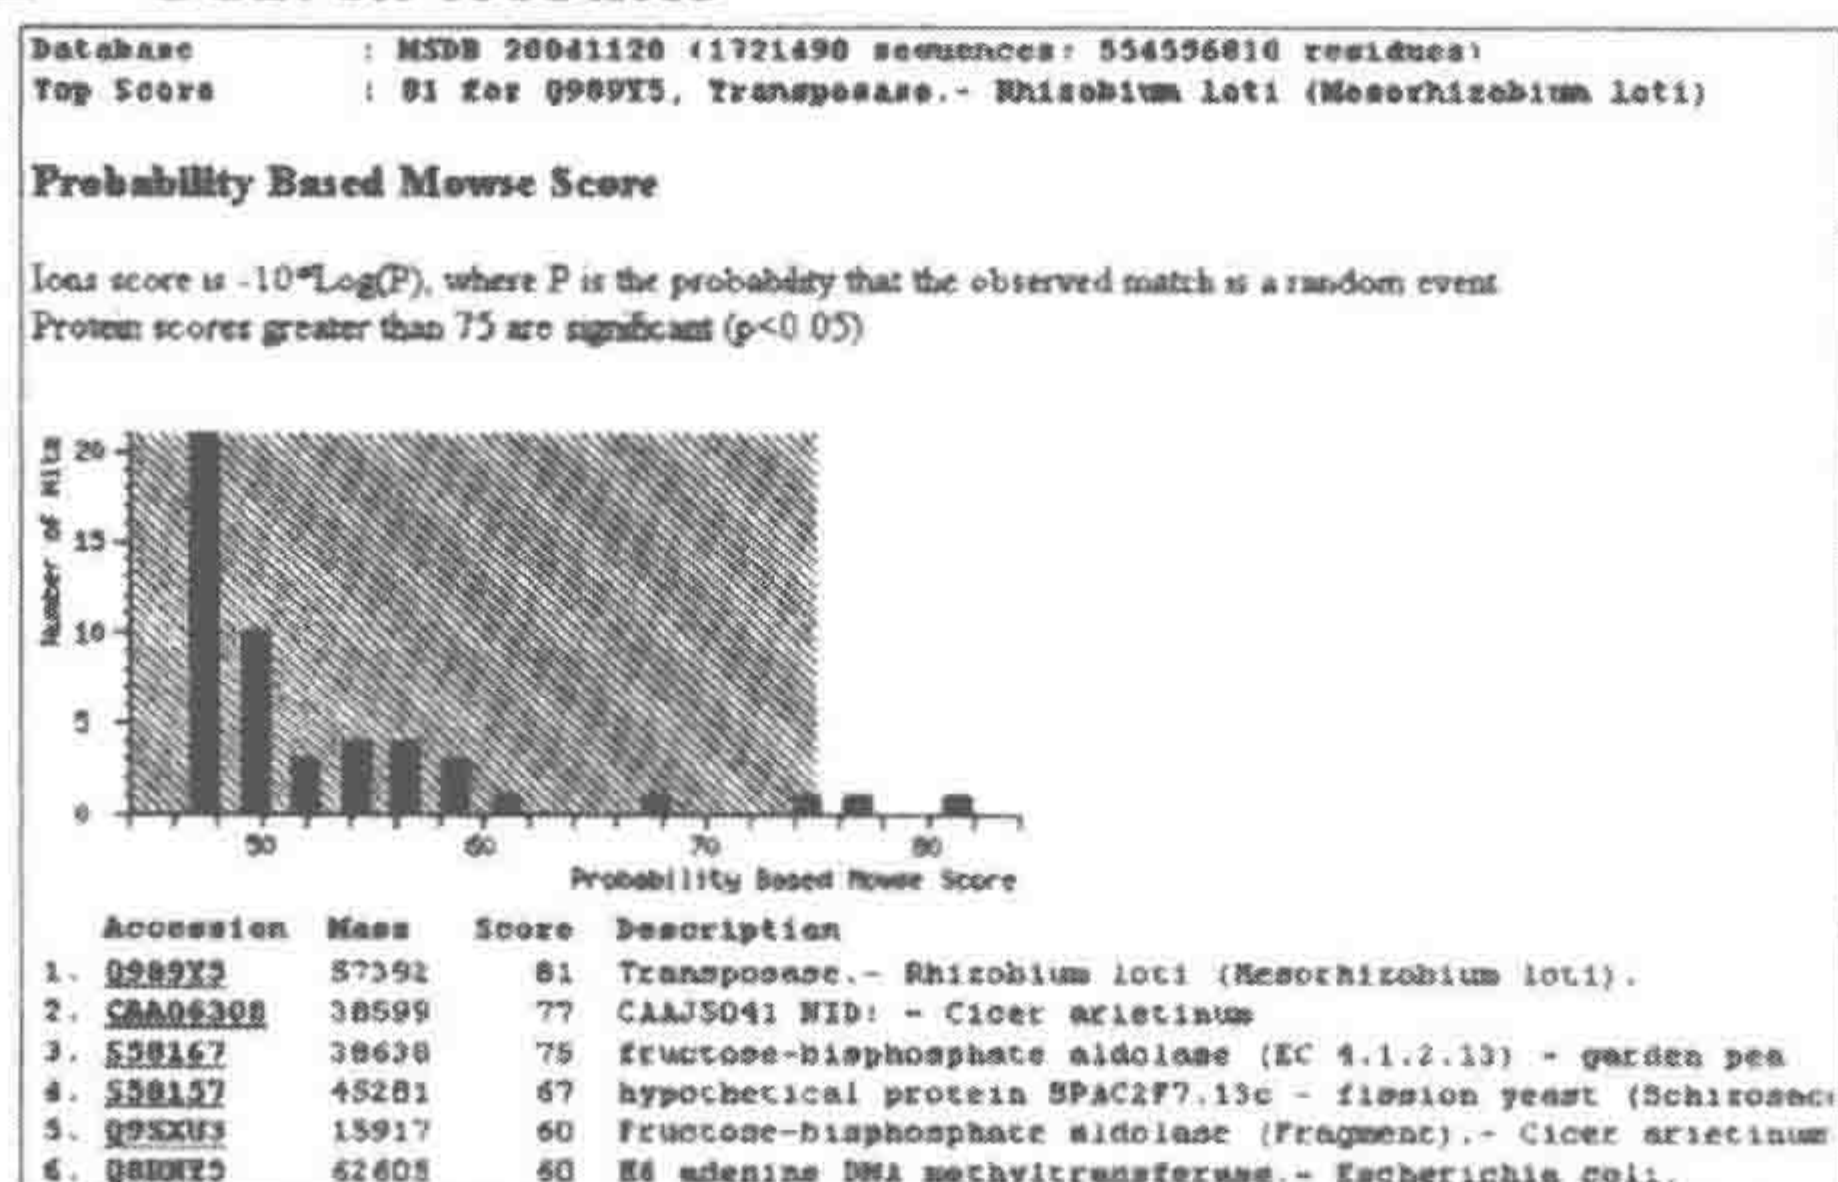 Database : MSDB 20041120 (1721490 sequences; 554556810 residues)
Top Score : 81 for Q989Y5, Transposase.- Rhizobium loti (Mesorhizobium loti)
Probability Based Mowse Score
Ions score is -10*Log(P), where P is the probability that the observed match is a random event.
Protein scores greater than 75 are significant (p<0.05)
Number of Hits
20
15
10
5
0
50 60 70 80
Probability Based Mowse Score
Accession Mass Score Description
1. Q989Y5 57392 81 Transposase.- Rhizobium loti (Mesorhizobium loti).
2. CAA06308 38599 77 CAAJ5041 NID: - Cicer arietinum
3. S58167 38638 75 fructose-bisphosphate aldolase (EC 4.1.2.13) - garden pea
4. S58157 45281 67 hypothetical protein SPAC2F7.13c - fission yeast (Schizosacc
5. Q9SXU3 15917 60 Fructose-bisphosphate aldolase (Fragment).- Cicer arietinum
6. 62605 60 N6 adenine DNA methyltransferase.- Escherichia coli.